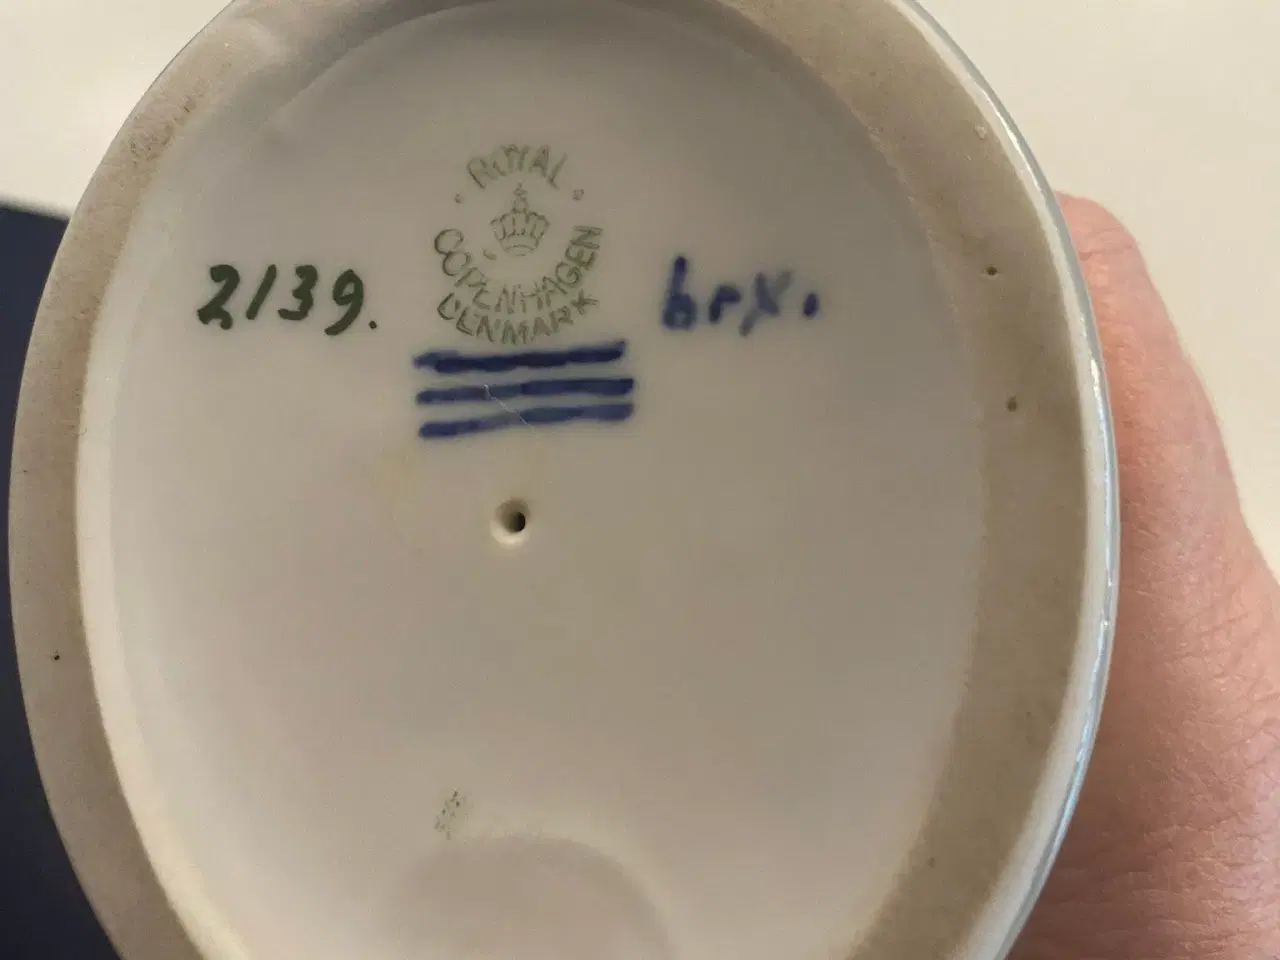 ROYAL
COPENHAGEN
DENMARK
2139.
brx.